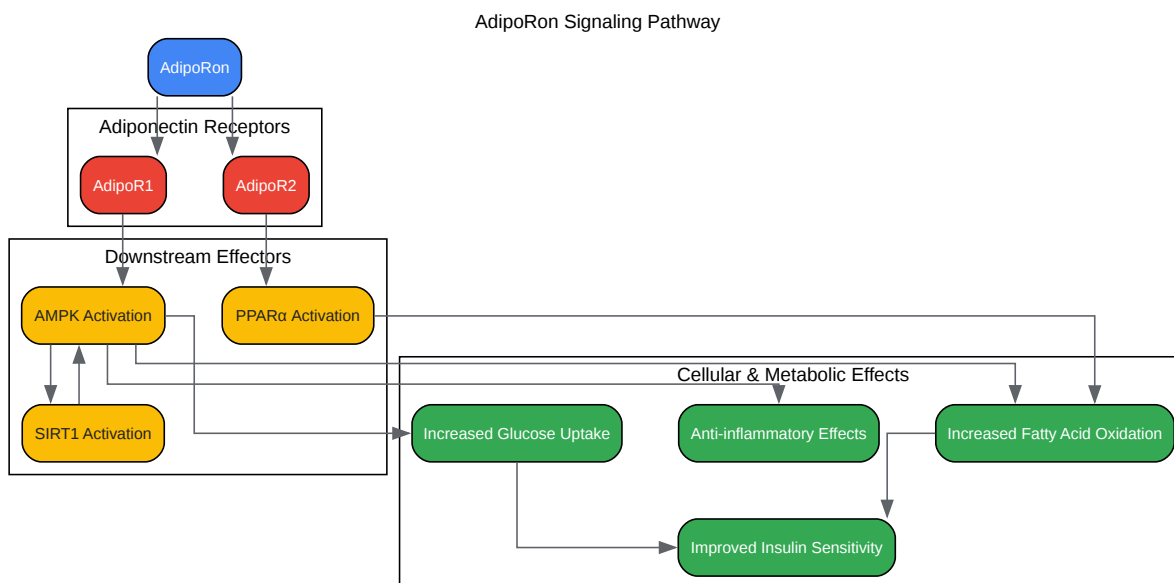 AdipoRon Signaling Pathway
AdipoRon
Adiponectin Receptors
AdipoR1
AdipoR2
Downstream Effectors
AMPK Activation
PPARα Activation
Cellular & Metabolic Effects
SIRT1 Activation
Increased Glucose Uptake
Anti-inflammatory Effects
Increased Fatty Acid Oxidation
Improved Insulin Sensitivity